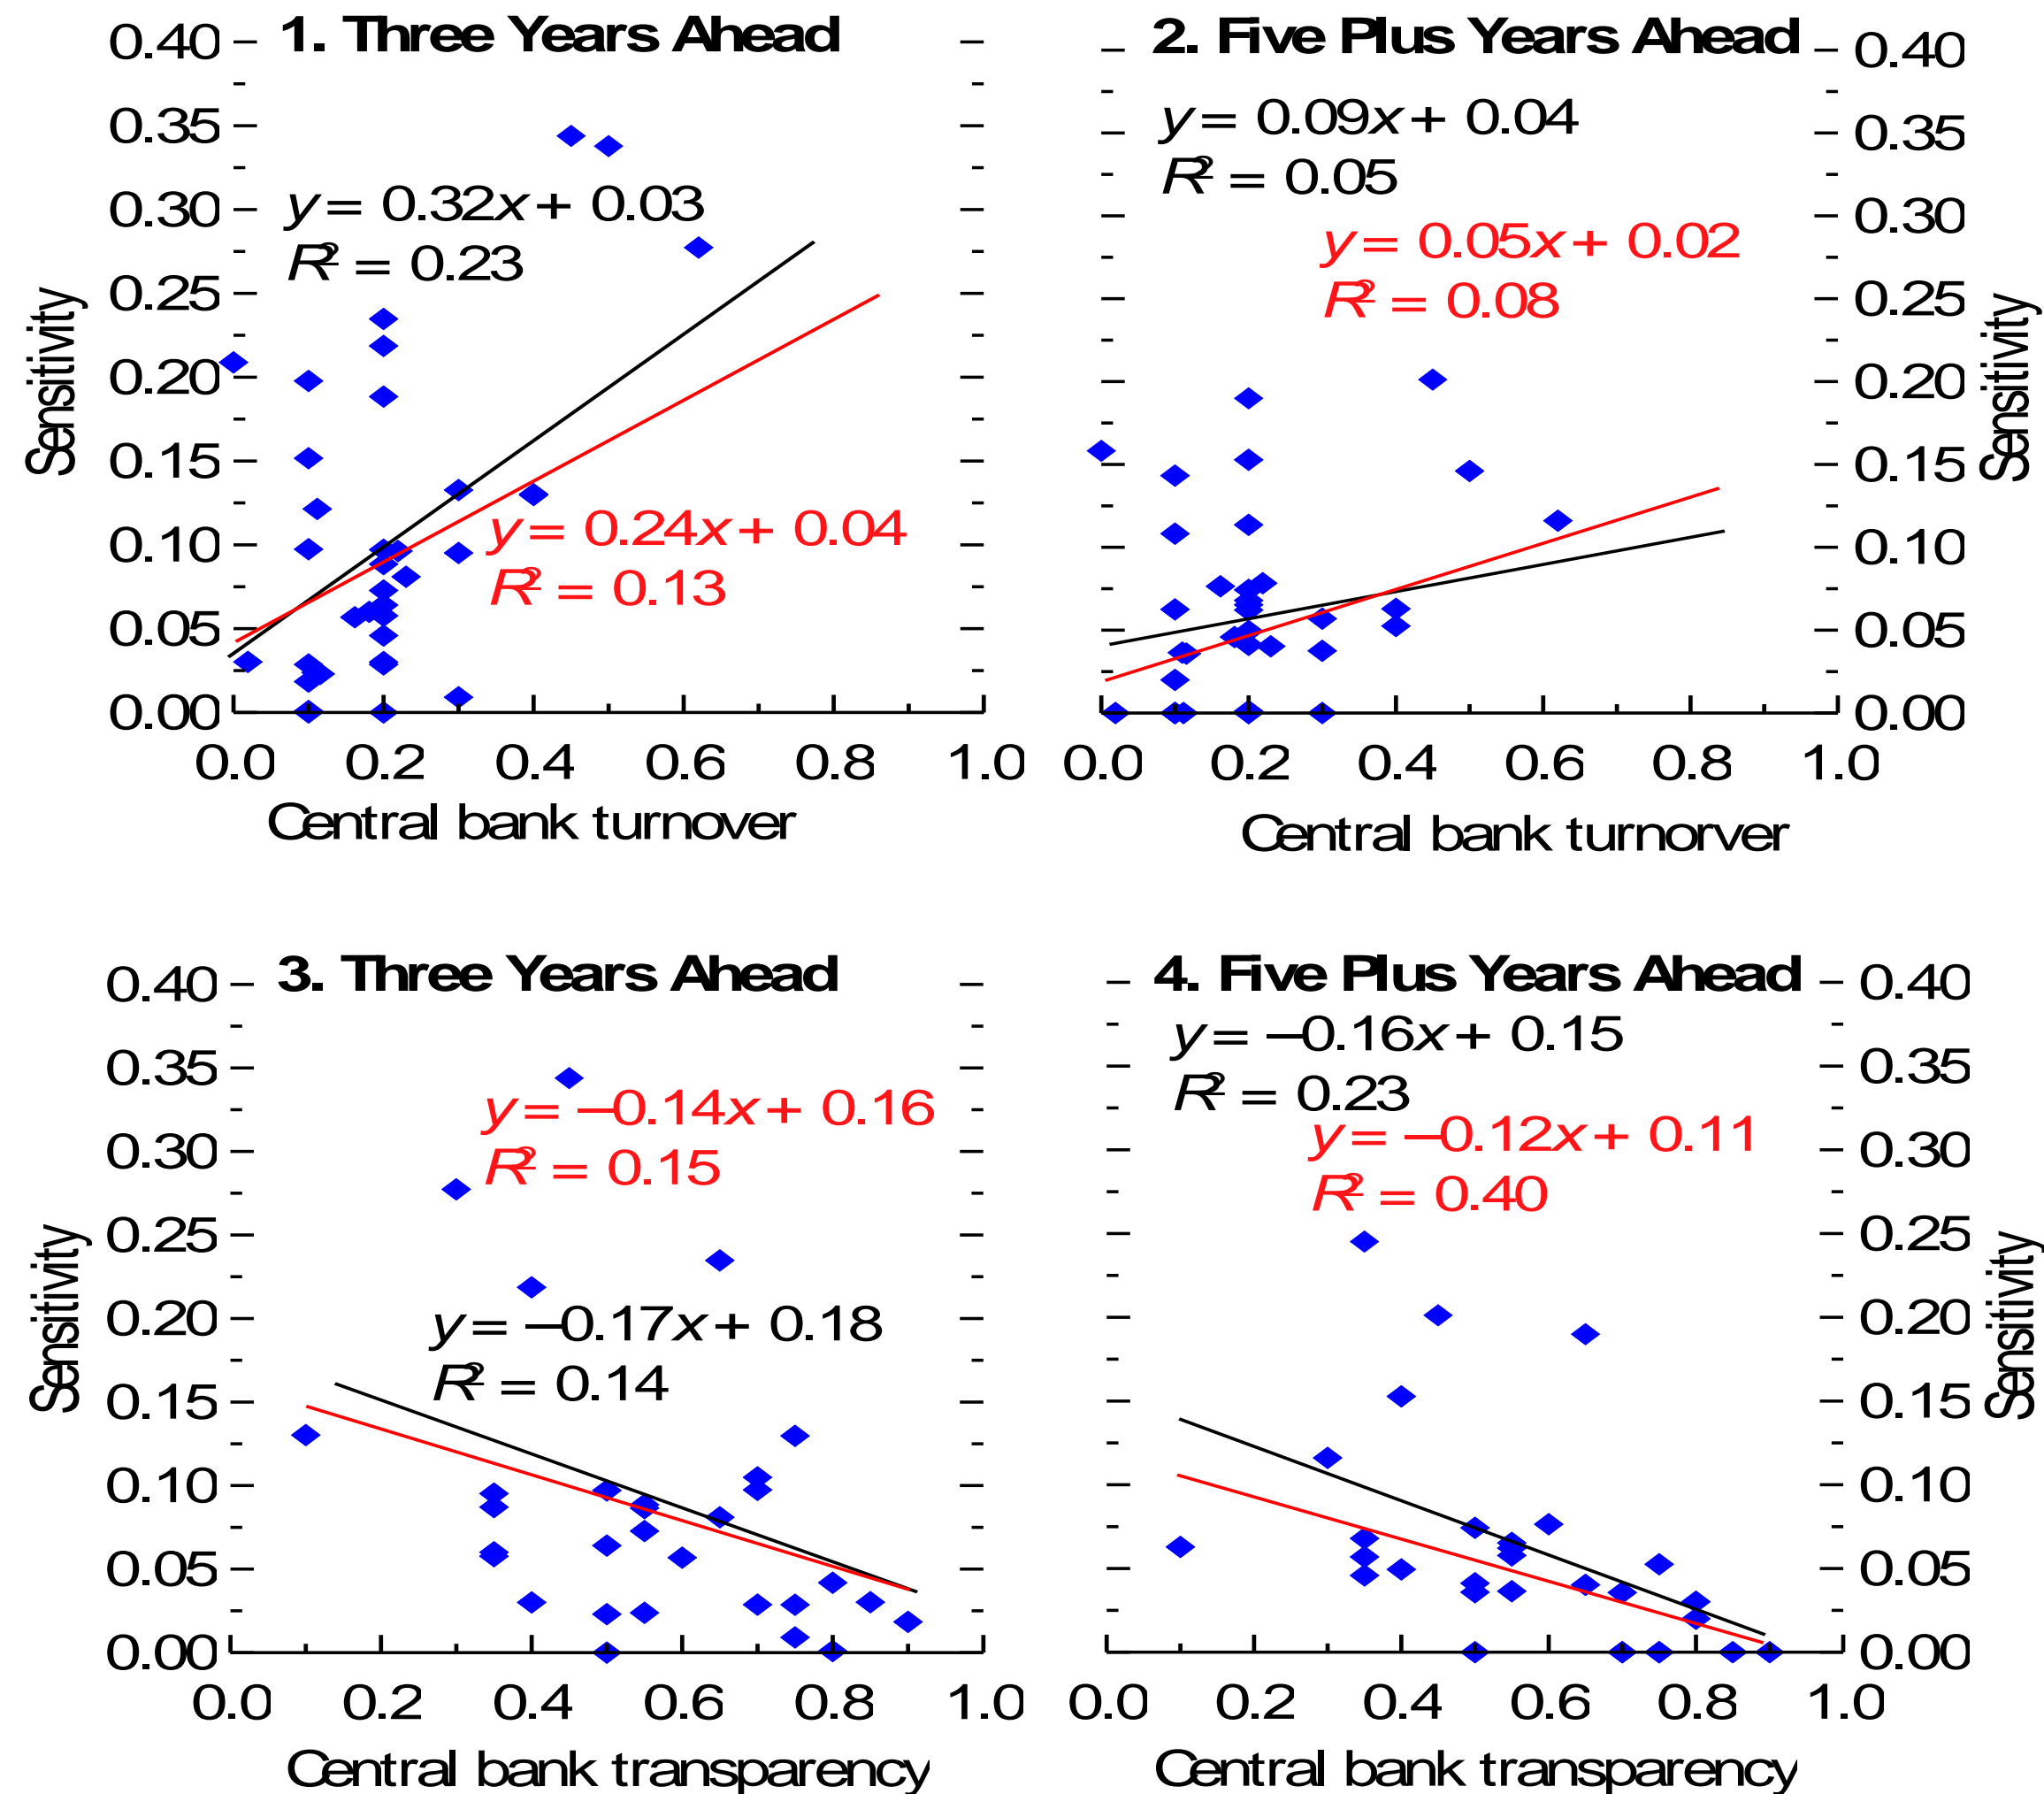 1. Three Years Ahead
0.40
0.35
0.30
0.25
0.20
0.15
0.10
0.05
0.00
Sensitivity
y = 0.32x + 0.03
R² = 0.23
y = 0.24x + 0.04
R² = 0.13
0.0 0.2 0.4 0.6 0.8 1.0
Central bank turnover
2. Five Plus Years Ahead
y = 0.09x + 0.04
R² = 0.05
y = 0.05x + 0.02
R² = 0.08
0.40
0.35
0.30
0.25
0.20
0.15
0.10
0.05
0.00
Sensitivity
0.0 0.2 0.4 0.6 0.8 1.0
Central bank turnorver
3. Three Years Ahead
0.40
0.35
0.30
0.25
0.20
0.15
0.10
0.05
0.00
Sensitivity
y = −0.14x + 0.16
R² = 0.15
y = −0.17x + 0.18
R² = 0.14
0.0 0.2 0.4 0.6 0.8 1.0
Central bank transparency
4. Five Plus Years Ahead
y = −0.16x + 0.15
R² = 0.23
y = −0.12x + 0.11
R² = 0.40
0.40
0.35
0.30
0.25
0.20
0.15
0.10
0.05
0.00
Sensitivity
0.0 0.2 0.4 0.6 0.8 1.0
Central bank transparency